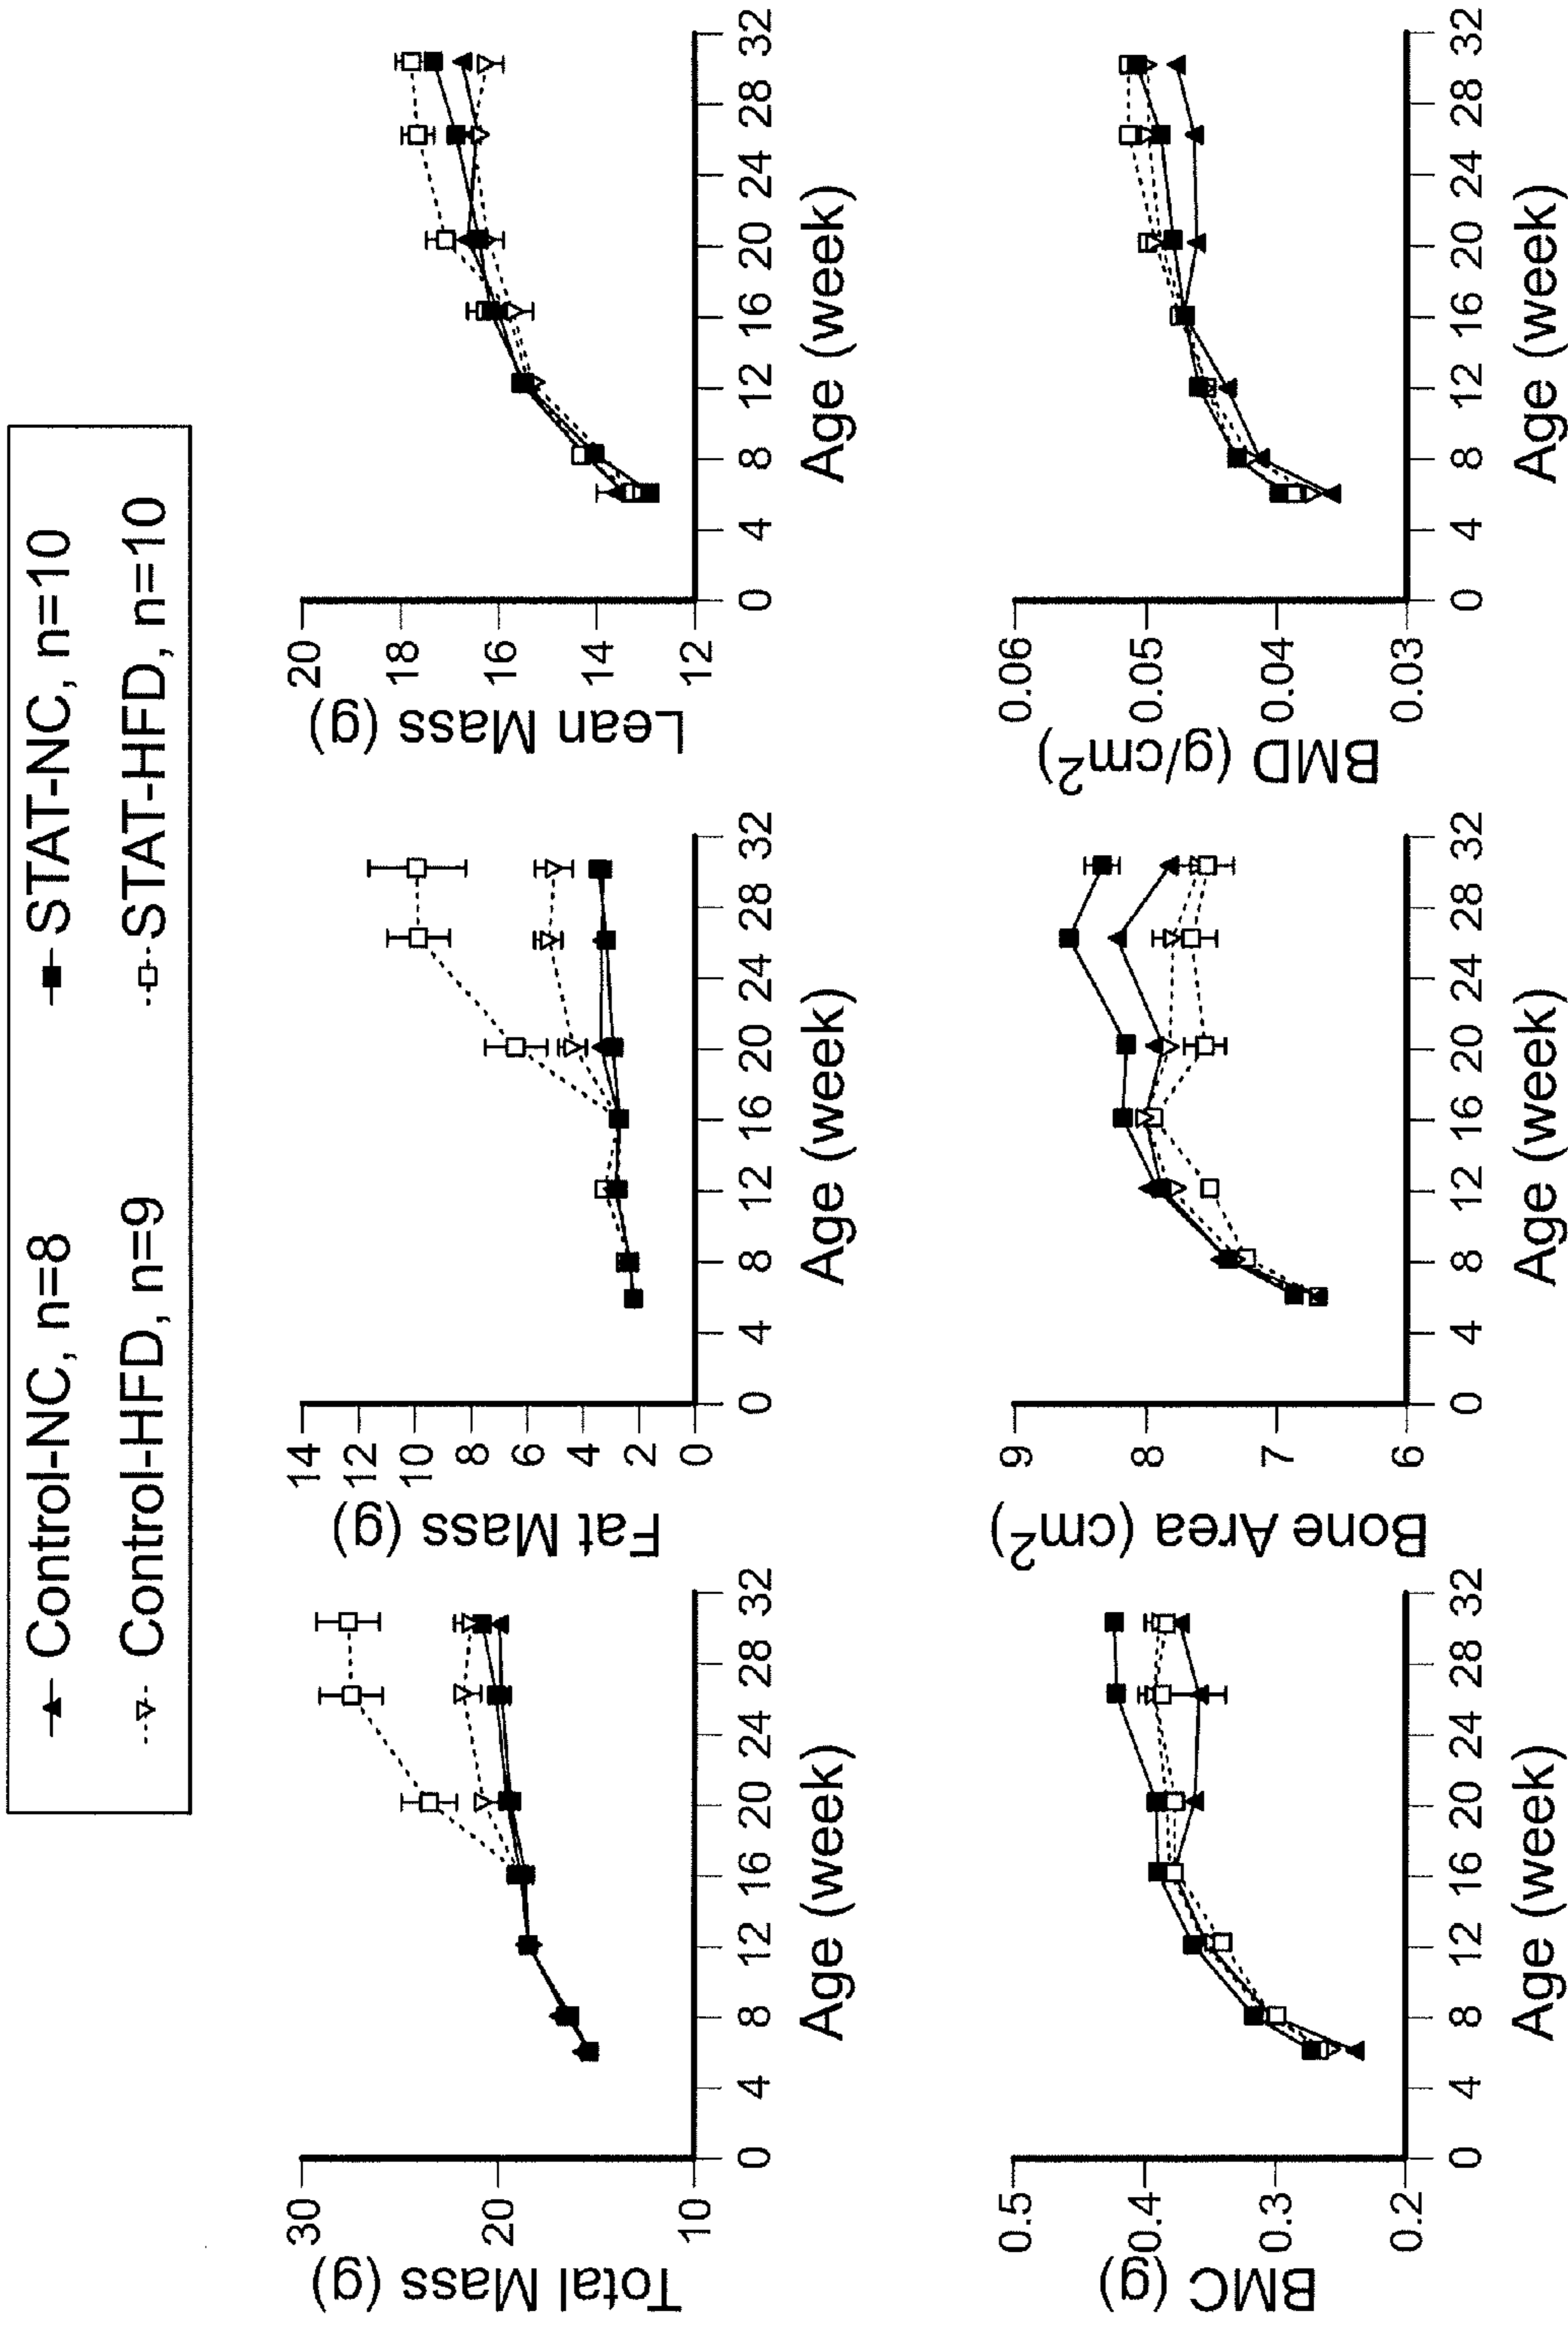 Control-NC, n=8
STAT-NC, n=10
Control-HFD, n=9
STAT-HFD, n=10
Total Mass (g)
30
20
10
0 4 8 12 16 20 24 28 32
Age (week)
Fat Mass (g)
14
12
10
8
6
4
2
0
0 4 8 12 16 20 24 28 32
Age (week)
Lean Mass (g)
20
18
16
14
12
0 4 8 12 16 20 24 28 32
Age (week)
BMC (g)
0.5
0.4
0.3
0.2
0 4 8 12 16 20 24 28 32
Age (week)
Bone Area (cm²)
9
8
7
6
0 4 8 12 16 20 24 28 32
Age (week)
BMD (g/cm²)
0.06
0.05
0.04
0.03
0 4 8 12 16 20 24 28 32
Age (week)